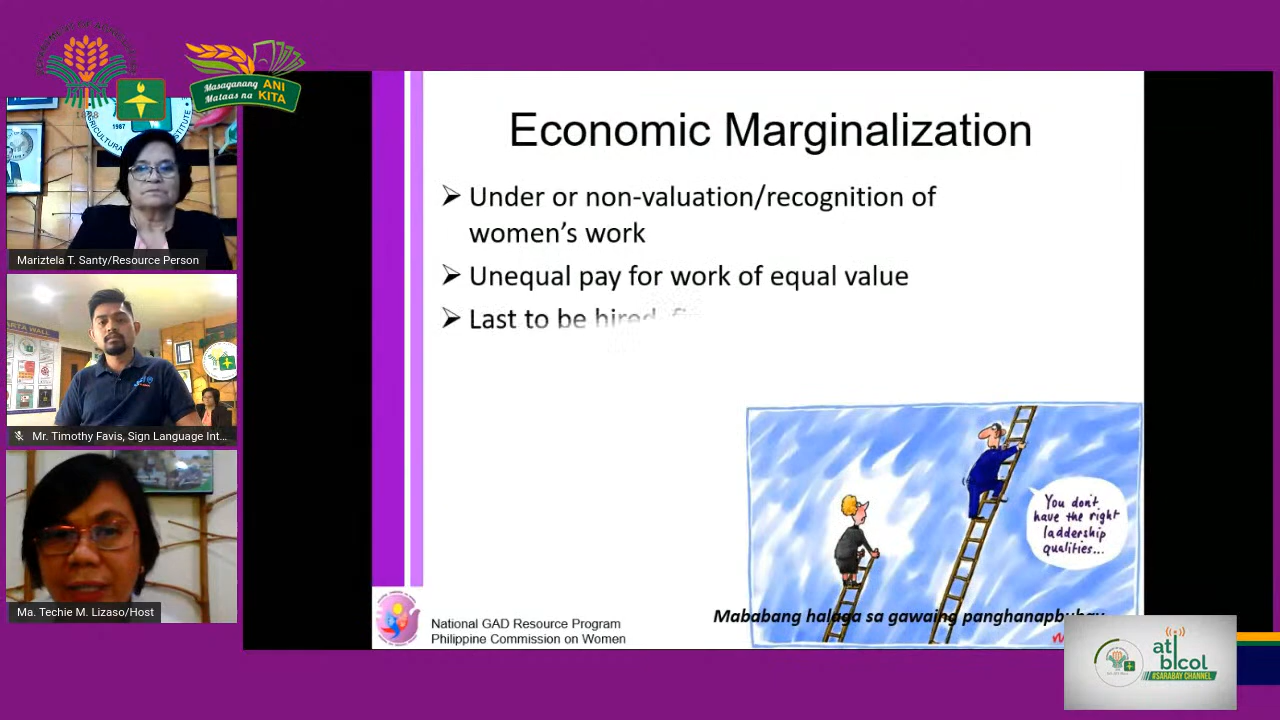 Masaganang ANI
Mataas na KITA
1987
Mariztela T. Santy/Resource Person
Mr. Timothy Favis, Sign Language Int...
Ma. Techie M. Lizaso/Host
Economic Marginalization
➢ Under or non-valuation/recognition of
women's work
➢ Unequal pay for work of equal value
➢ Last to be hired,
You don't
have the right
laddership
qualities...
Mababang halaga sa gawaing panghanapbuhay
National GAD Resource Program
Philippine Commission on Women
ati
bicol
#SARABAY CHANNEL